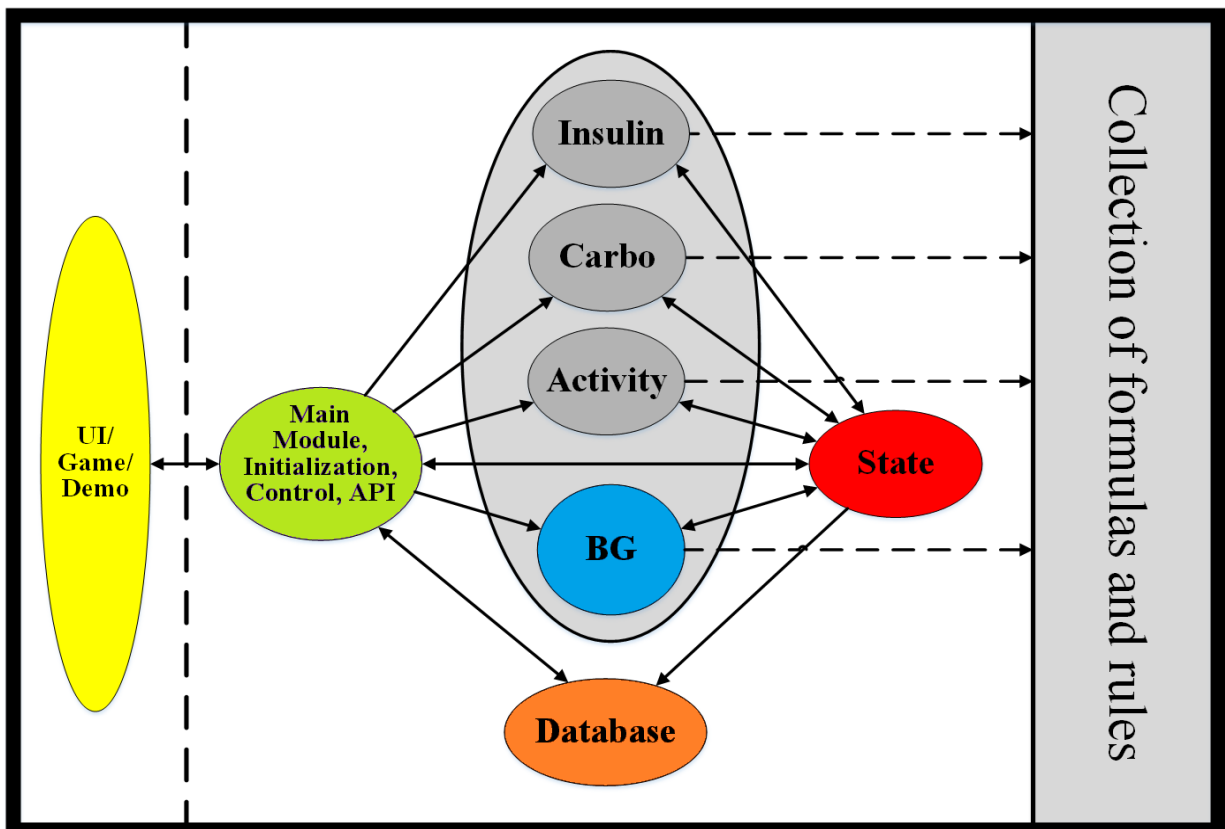 UI/
Game/
Demo
Main
Module,
Initialization,
Control, API
Insulin
Carbo
Activity
BG
Database
State
Collection of formulas and rules